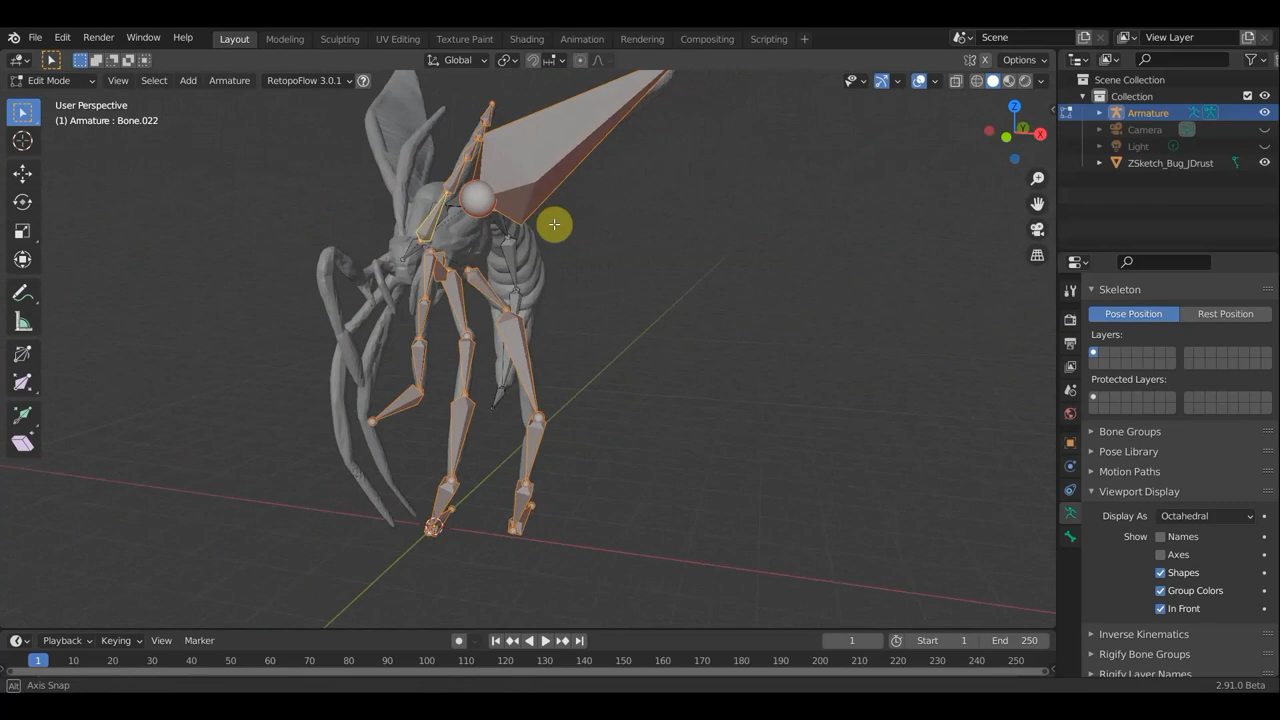 File Edit Render Window Help Layout Modeling Sculpting UV Editing Texture Paint Shading Animation Rendering Compositing Scripting + Scene View Layer
Global Options
Edit Mode View Select Add Armature RetopoFlow 3.0.1
User Perspective
(1) Armature : Bone.022
Z
Y
X
Scene Collection
Collection
Armature
Camera
Light
ZSketch_Bug_JDrust
Skeleton
Pose Position Rest Position
Layers:
Protected Layers:
Bone Groups
Pose Library
Motion Paths
Viewport Display
Display As Octahedral
Show Names
Axes
Shapes
Group Colors
In Front
Inverse Kinematics
Rigify Bone Groups
Rigify Layer Names
Playback Keying View Marker 1 Start 1 End 250
1 10 20 30 40 50 60 70 80 90 100 110 120 130 140 150 160 170 180 190 200 210 220 230 240 250
Alt Axis Snap 2.91.0 Beta